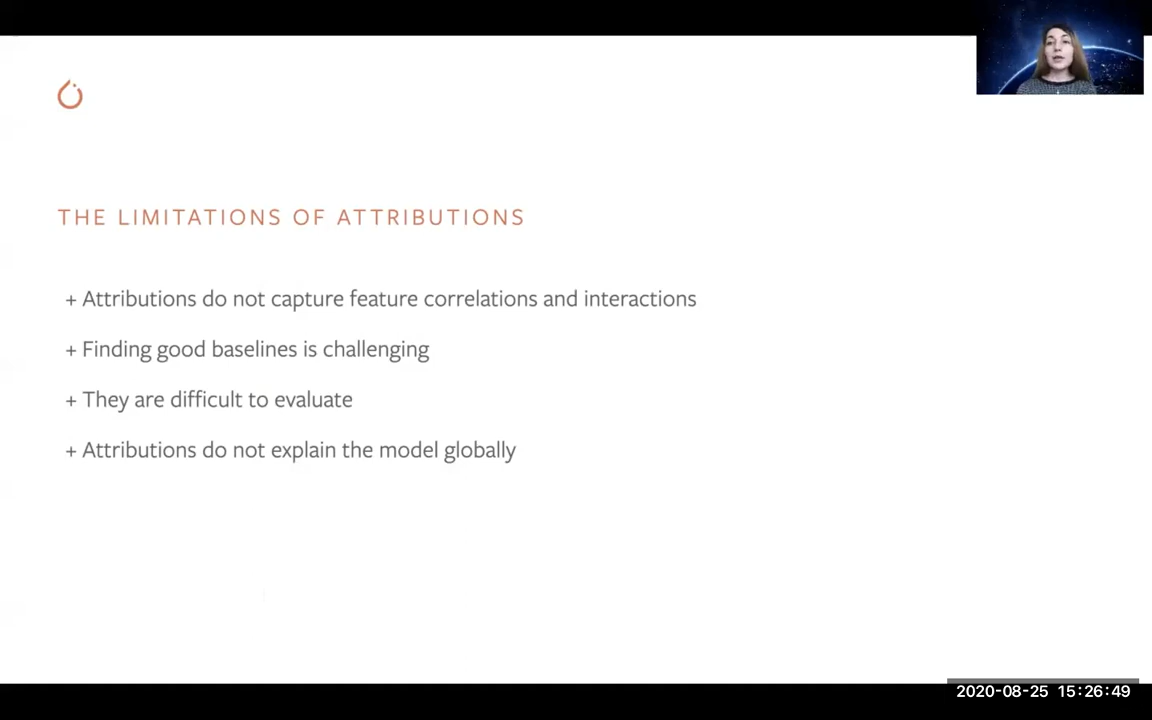 THE LIMITATIONS OF ATTRIBUTIONS
+ Attributions do not capture feature correlations and interactions
+ Finding good baselines is challenging
+ They are difficult to evaluate
+ Attributions do not explain the model globally
2020-08-25 15:26:49